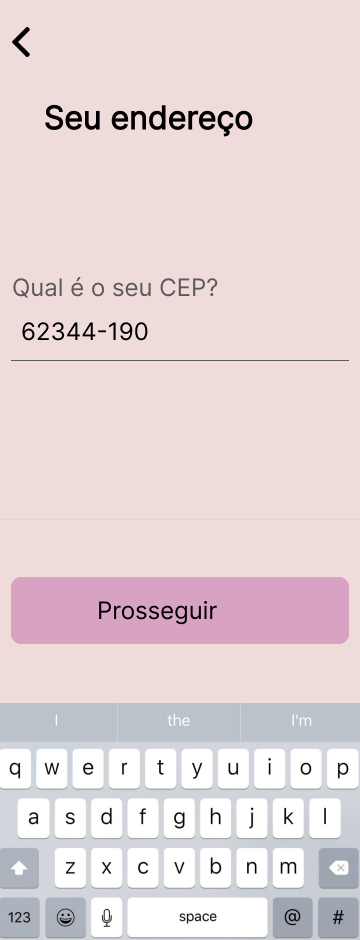 Seu endereço
Qual é o seu CEP?
62344-190
Prosseguir
I the I'm
q w e r t y u i o p
a s d f g h j k l
z x c v b n m
123 space @ #